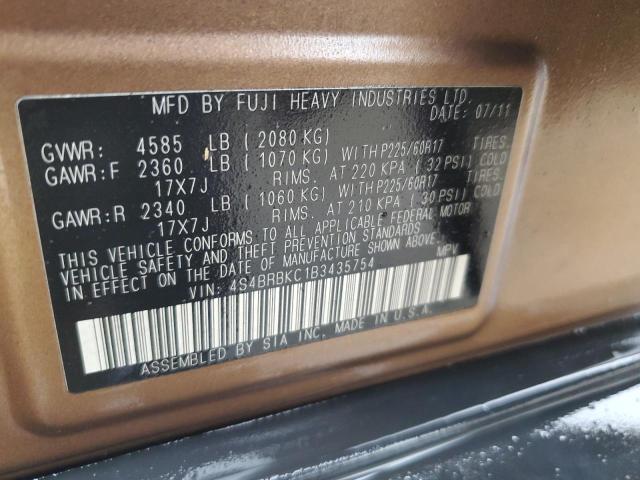 MFD BY FUJI HEAVY INDUSTRIES LTD.
DATE: 07/11
GVWR: 4585 LB (2080 KG)
GAWR:F 2360 LB (1070 KG) WITH P225/60R17 TIRES.
17X7J RIMS. AT 220 KPA (32 PSI) COLD
GAWR:R 2340 LB (1060 KG) WITH P225/60R17 TIRES.
17X7J RIMS. AT 210 KPA (30 PSI) COLD
THIS VEHICLE CONFORMS TO ALL APPLICABLE FEDERAL MOTOR
VEHICLE SAFETY AND THEFT PREVENTION STANDARDS
IN EFFECT ON THE DATE OF MANUFACTURE SHOWN ABOVE.
VIN: 4S4BRBKC1B3435754 MPV
ASSEMBLED BY SIA INC. MADE IN U.S.A.